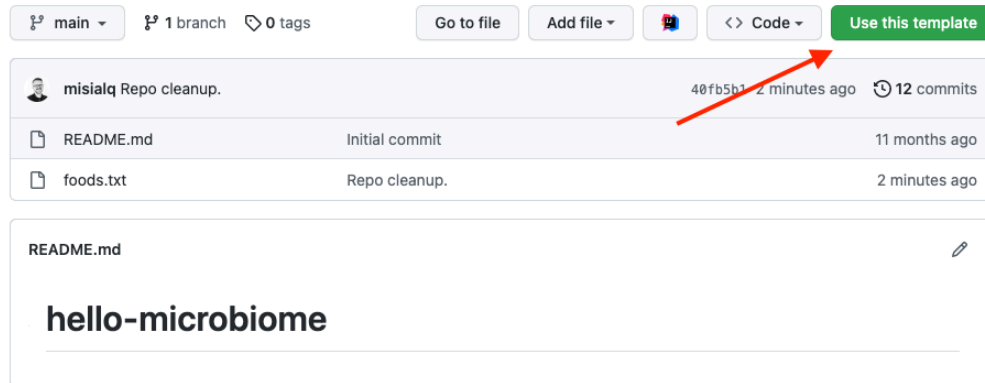 main 1 branch 0 tags Go to file Add file <> Code Use this template
misialq Repo cleanup. 40fb5b1 2 minutes ago 12 commits
README.md Initial commit 11 months ago
foods.txt Repo cleanup. 2 minutes ago
README.md
hello-microbiome